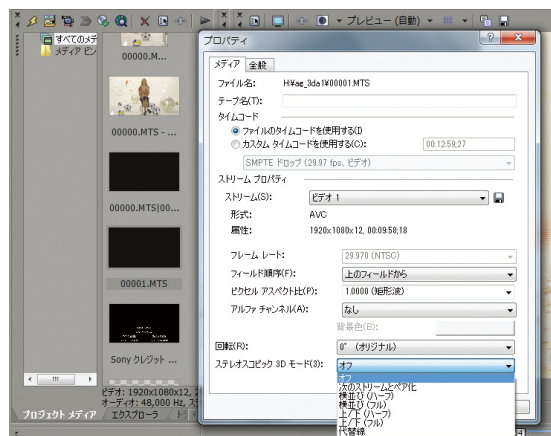 プレビュー (自動)
すべてのメデ
メディア ビン
00000.M...
00000.MTS - ...
00000.MTS|00...
00001.MTS
Sony クレジット ...
ビデオ: 1920x1080x12, 2
オーディオ: 48,000 Hz, ス
プロジェクト メディア
エクスプローラ
プロパティ
メディア 全般
ファイル名: H:¥ag_3da1¥00001.MTS
テープ名(T):
タイムコード
ファイルのタイムコードを使用する(I)
カスタム タイムコードを使用する(C): 00:12:59;27
SMPTE ドロップ (29.97 fps、ビデオ)
ストリーム プロパティ
ストリーム(S): ビデオ 1
形式: AVC
属性: 1920x1080x12, 00:09:58;18
フレーム レート: 29.970 (NTSC)
フィールド順序(F): 上のフィールドから
ピクセル アスペクト比(P): 1.0000 (矩形波)
アルファ チャンネル(A): なし
背景色(B):
回転(R): 0° (オリジナル)
ステレオスコピック 3D モード(3): オフ
オフ
次のストリームとペア化
横並び (ハーフ)
横並び (フル)
上/下 (ハーフ)
上/下 (フル)
代替線